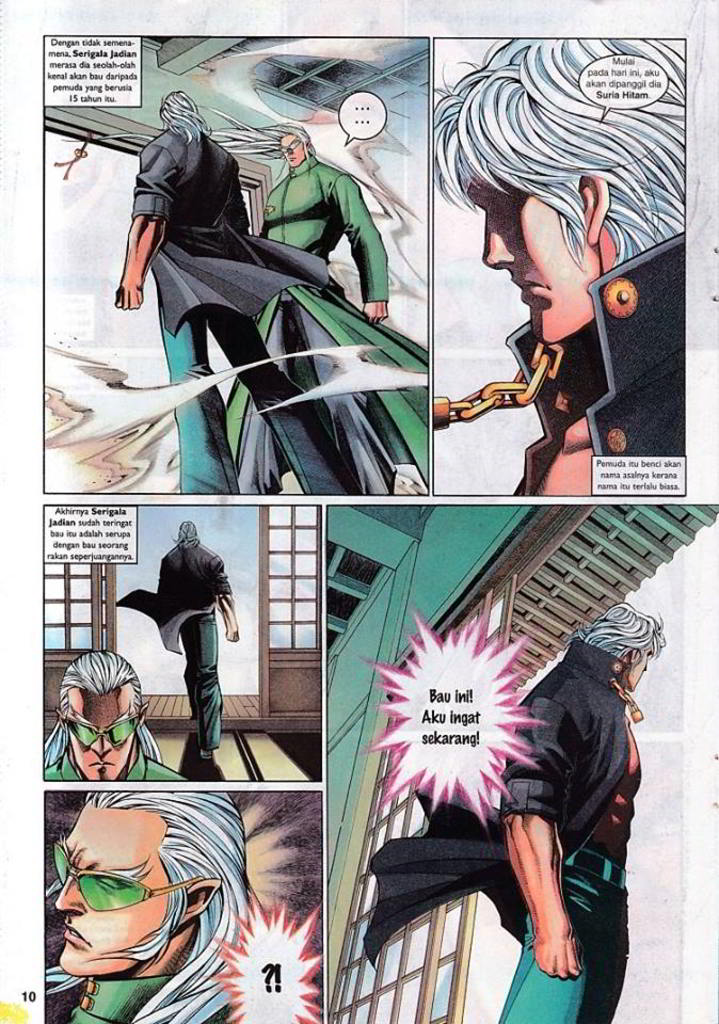 Dengan tidak semena-
mena, Serigala Jadian
merasa dia seolah-olah
kenal akan bau daripada
pemuda yang berusia
15 tahun itu.
...
...
Mulai
pada hari ini, aku
akan dipanggil dia
Suria Hitam.
Pemuda itu benci akan
nama asalnya kerana
nama itu terlalu biasa.
Akhirnya Serigala
Jadian sudah teringat
bau itu adalah serupa
dengan bau seorang
rakan seperjuangannya.
Bau ini!
Aku ingat
sekarang!
?!
10